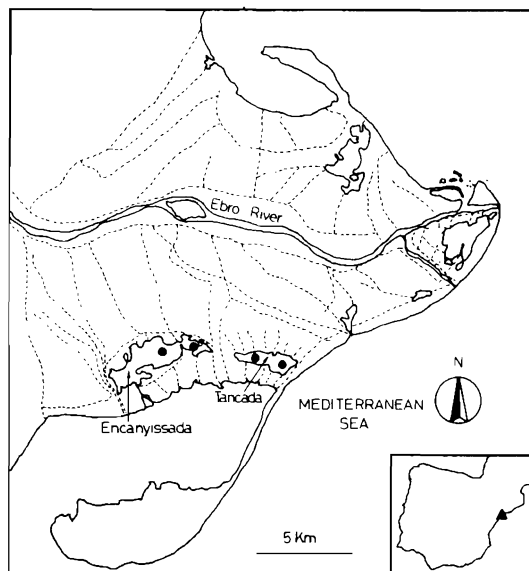 Ebro River
N
MEDITERRANEAN
SEA
Tancada
Encanyissada
5 Km